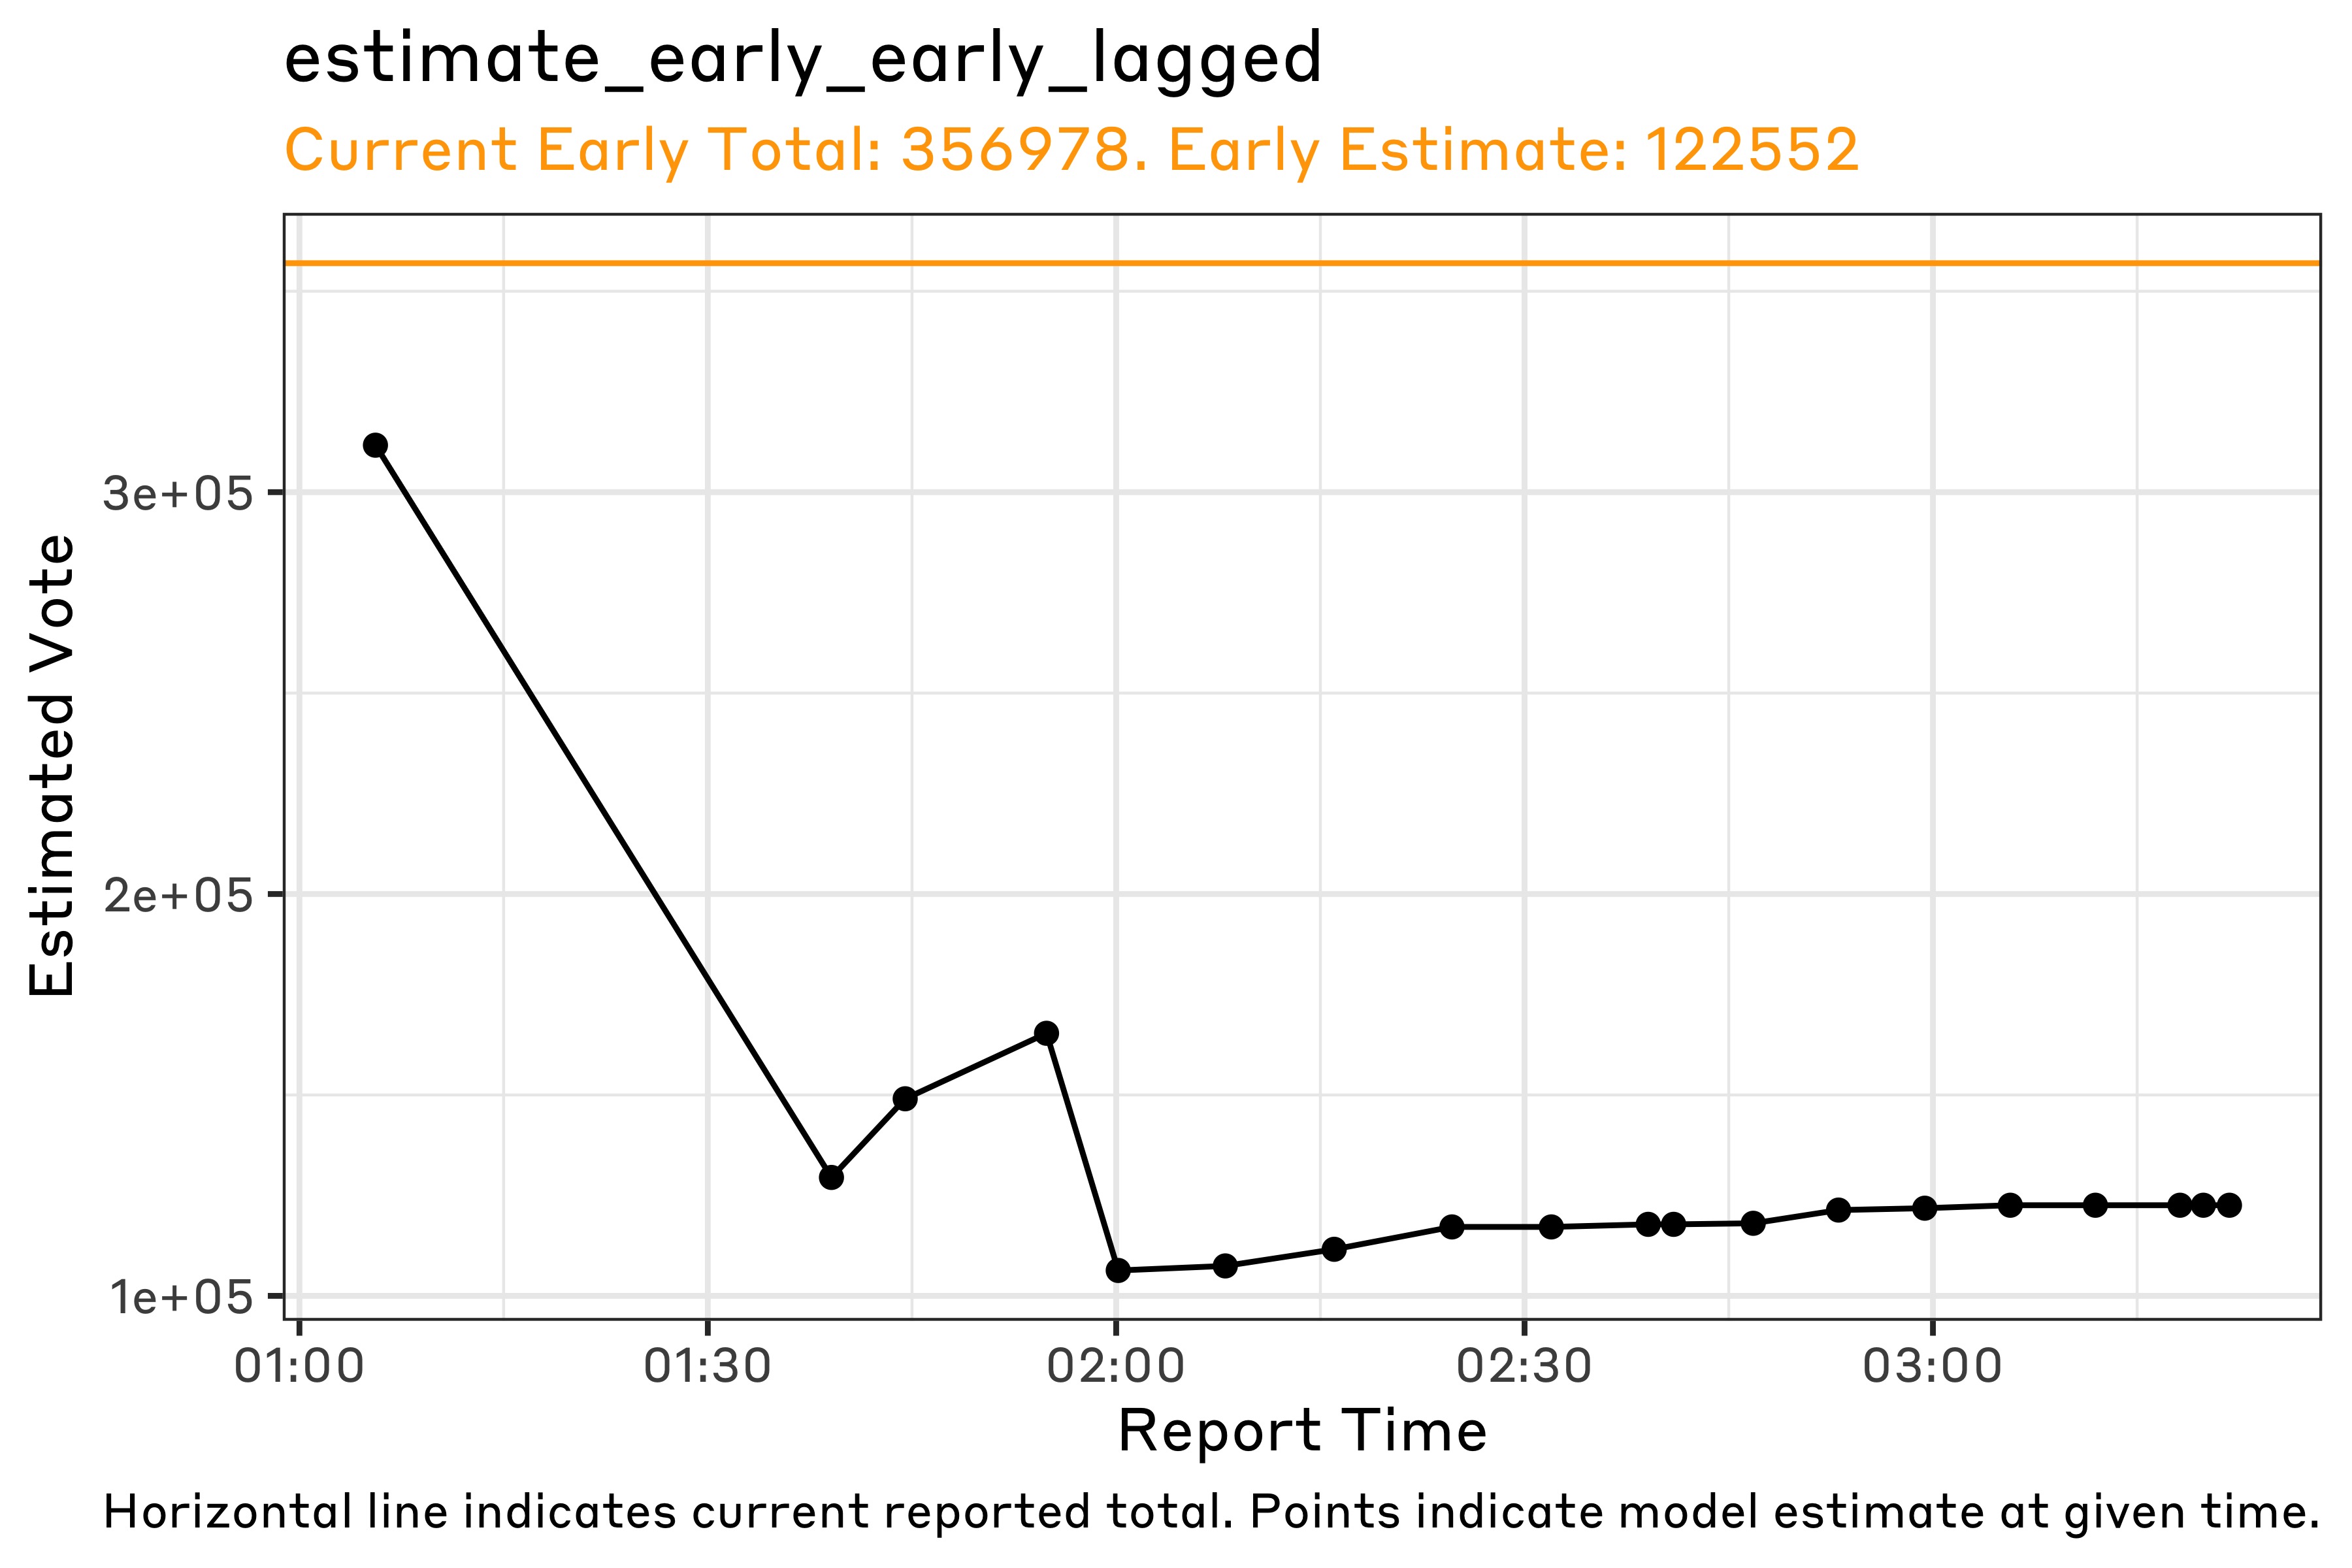 estimate_early_early_lagged
Current Early Total: 356978. Early Estimate: 122552
Estimated Vote
3e+05
2e+05
1e+05
01:00 01:30 02:00 02:30 03:00
Report Time
Horizontal line indicates current reported total. Points indicate model estimate at given time.